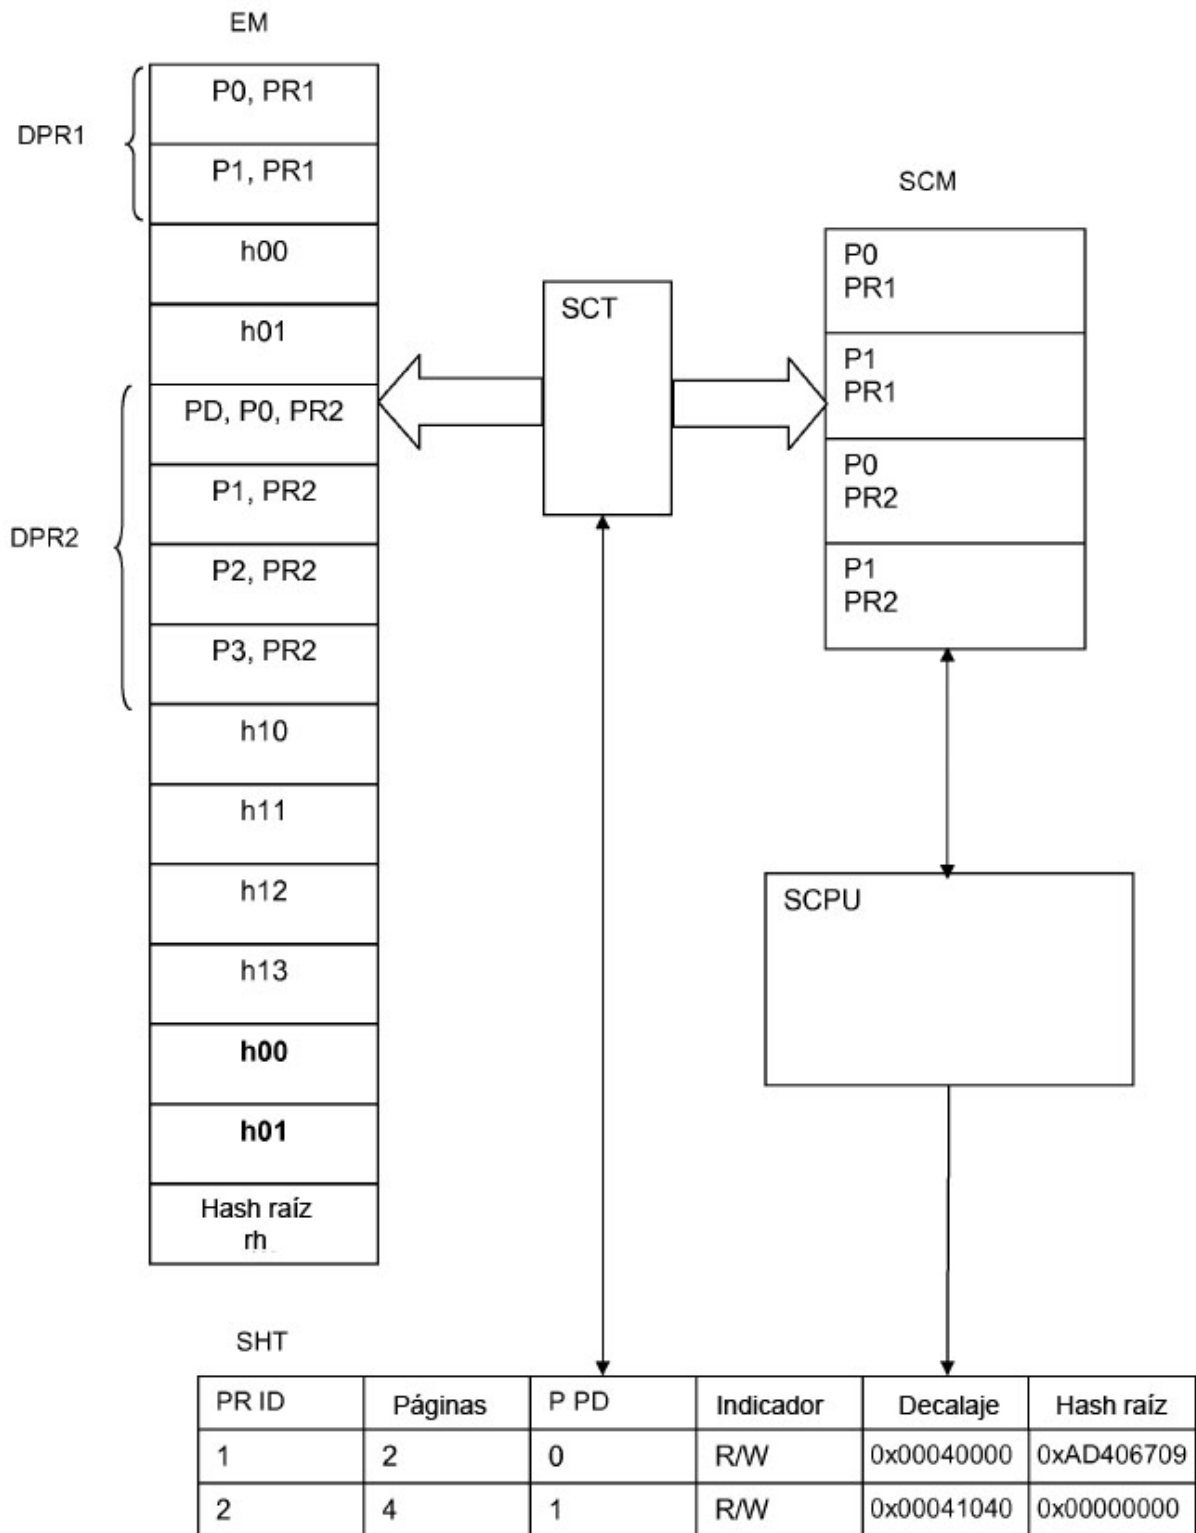 EM
P0, PR1
DPR1
P1, PR1
h00
h01
PD, P0, PR2
P1, PR2
DPR2
P2, PR2
P3, PR2
h10
h11
h12
h13
h00
h01
Hash raíz
rh
SCT
SCM
P0
PR1
P1
PR1
P0
PR2
P1
PR2
SCPU
SHT
PR ID Páginas P PD Indicador Decalaje Hash raíz
1 2 0 R/W 0x00040000 0xAD406709
2 4 1 R/W 0x00041040 0x00000000